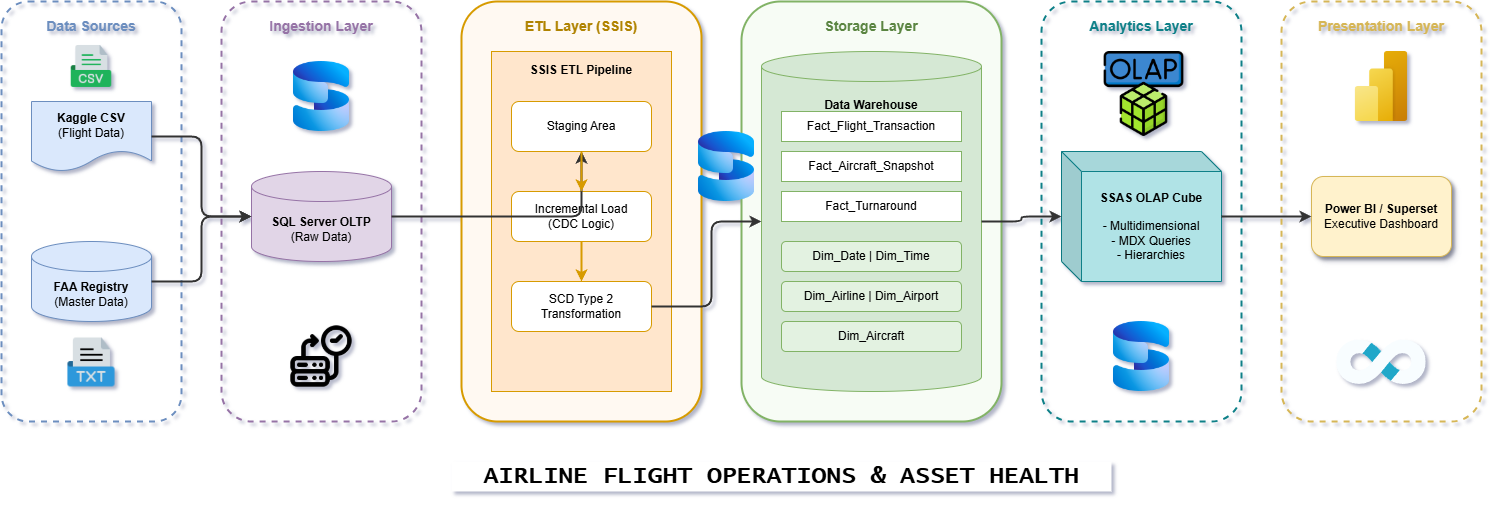 Data Sources
CSV
Kaggle CSV
(Flight Data)
FAA Registry
(Master Data)
TXT
Ingestion Layer
SQL Server OLTP
(Raw Data)
ETL Layer (SSIS)
SSIS ETL Pipeline
Staging Area
Incremental Load
(CDC Logic)
SCD Type 2
Transformation
Storage Layer
Data Warehouse
Fact_Flight_Transaction
Fact_Aircraft_Snapshot
Fact_Turnaround
Dim_Date | Dim_Time
Dim_Airline | Dim_Airport
Dim_Aircraft
Analytics Layer
OLAP
SSAS OLAP Cube
- Multidimensional
- MDX Queries
- Hierarchies
Presentation Layer
Power BI / Superset
Executive Dashboard
AIRLINE FLIGHT OPERATIONS & ASSET HEALTH